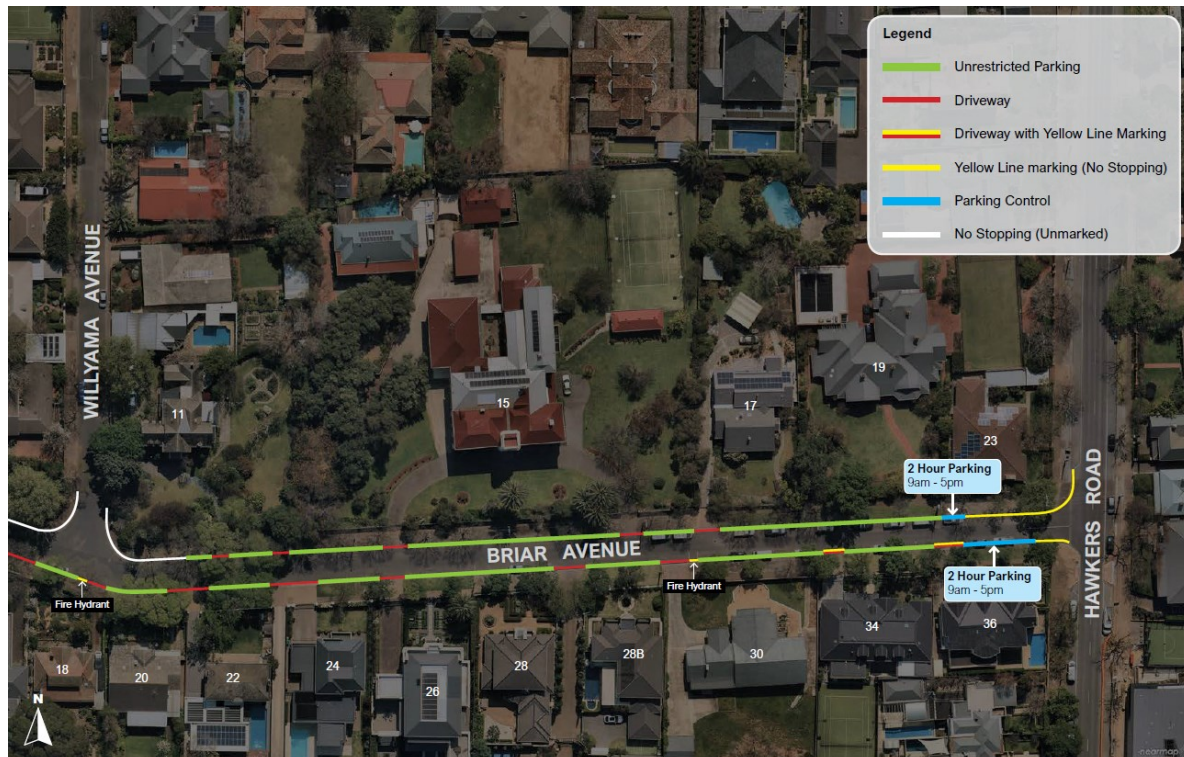 Legend
Unrestricted Parking
Driveway
Driveway with Yellow Line Marking
Yellow Line marking (No Stopping)
Parking Control
No Stopping (Unmarked)
WILLYAMA AVENUE
HAWKERS ROAD
BRIAR AVENUE
11
15
17
19
23
2 Hour Parking
9am - 5pm
2 Hour Parking
9am - 5pm
Fire Hydrant
Fire Hydrant
18
20
22
24
26
28
28B
30
34
36
N
nearmap